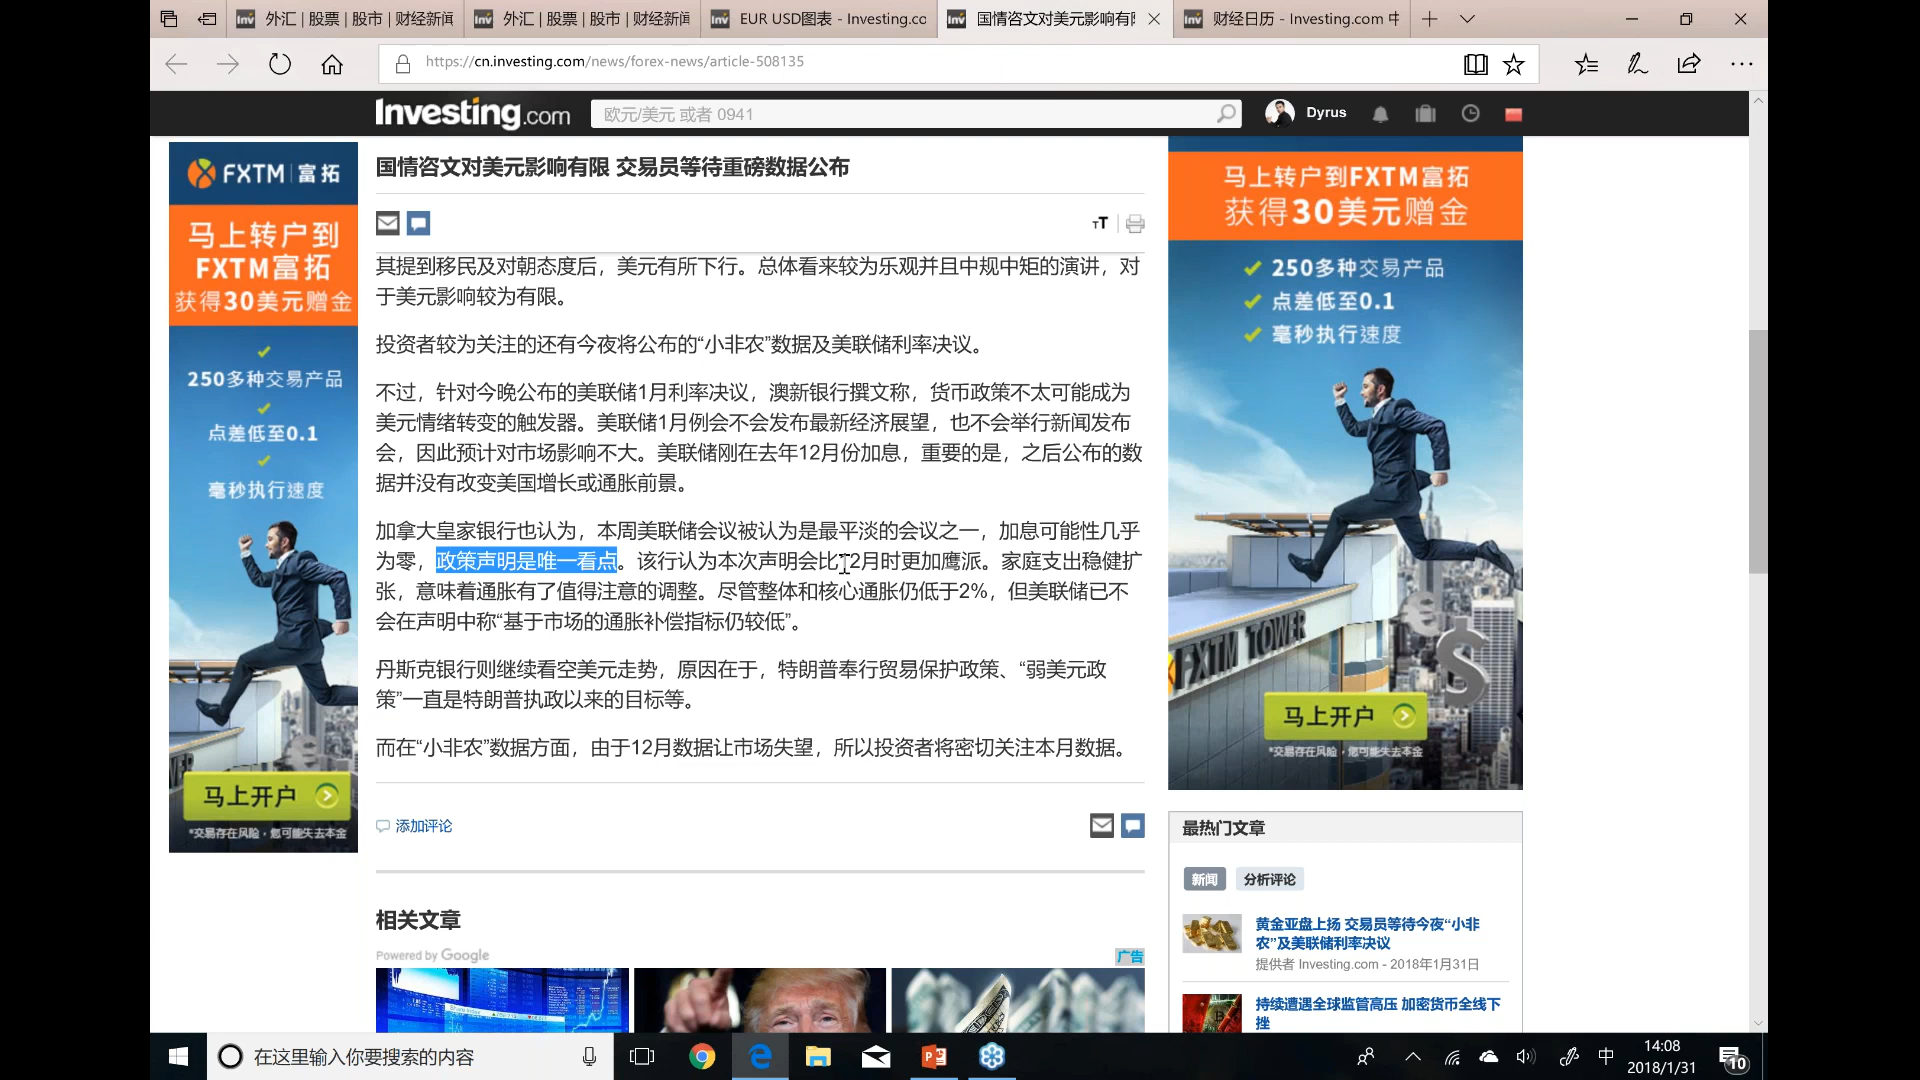 外汇 | 股票 | 股市 | 财经新闻
外汇 | 股票 | 股市 | 财经新闻
EUR USD图表 - Investing.co
国情咨文对美元影响有限
财经日历 - Investing.com 中
https://cn.investing.com/news/forex-news/article-508135
Investing.com
欧元/美元 或者 0941
Dyrus
FXTM 富拓
马上转户到
FXTM富拓
获得30美元赠金
250多种交易产品
点差低至0.1
毫秒执行速度
马上开户
*交易存在风险，您可能失去本金
国情咨文对美元影响有限 交易员等待重磅数据公布
其提到移民及对朝态度后，美元有所下行。总体看来较为乐观并且中规中矩的演讲，对
于美元影响较为有限。
投资者较为关注的还有今夜将公布的“小非农”数据及美联储利率决议。
不过，针对今晚公布的美联储1月利率决议，澳新银行撰文称，货币政策不太可能成为
美元情绪转变的触发器。美联储1月例会不会发布最新经济展望，也不会举行新闻发布
会，因此预计对市场影响不大。美联储刚在去年12月份加息，重要的是，之后公布的数
据并没有改变美国增长或通胀前景。
加拿大皇家银行也认为，本周美联储会议被认为是最平淡的会议之一，加息可能性几乎
为零，政策声明是唯一看点。该行认为本次声明会比12月时更加鹰派。家庭支出稳健扩
张，意味着通胀有了值得注意的调整。尽管整体和核心通胀仍低于2%，但美联储已不
会在声明中称“基于市场的通胀补偿指标仍较低”。
丹斯克银行则继续看空美元走势，原因在于，特朗普奉行贸易保护政策、“弱美元政
策”一直是特朗普执政以来的目标等。
而在“小非农”数据方面，由于12月数据让市场失望，所以投资者将密切关注本月数据。
添加评论
相关文章
Powered by Google
广告
马上转户到FXTM富拓
获得30美元赠金
250多种交易产品
点差低至0.1
毫秒执行速度
FXTM TOWER
马上开户
*交易存在风险，您可能失去本金
最热门文章
新闻
分析评论
黄金亚盘上扬 交易员等待今夜“小非
农”及美联储利率决议
提供者 Investing.com - 2018年1月31日
持续遭遇全球监管高压 加密货币全线下
挫
在这里输入你要搜索的内容
中
14:08
2018/1/31
10